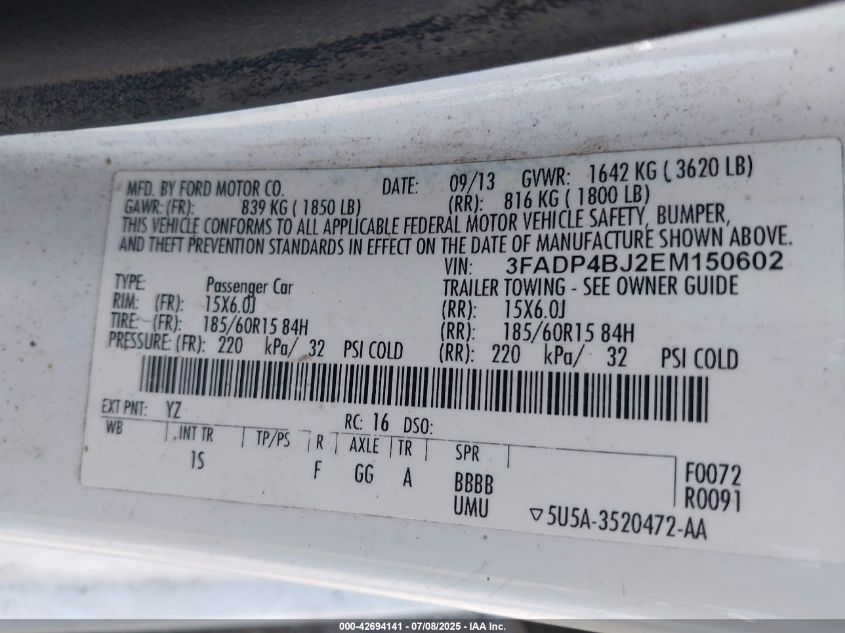 MFD. BY FORD MOTOR CO. DATE: 09/13 GVWR: 1642 KG ( 3620 LB)
GAWR: (FR): 839 KG ( 1850 LB) (RR): 816 KG ( 1800 LB)
THIS VEHICLE CONFORMS TO ALL APPLICABLE FEDERAL MOTOR VEHICLE SAFETY, BUMPER,
AND THEFT PREVENTION STANDARDS IN EFFECT ON THE DATE OF MANUFACTURE SHOWN ABOVE.
VIN: 3FADP4BJ2EM150602
TYPE: Passenger Car TRAILER TOWING - SEE OWNER GUIDE
RIM: (FR): 15X6.0J (RR): 15X6.0J
TIRE: (FR): 185/60R15 84H (RR): 185/60R15 84H
PRESSURE: (FR): 220 kPa/ 32 PSI COLD (RR): 220 kPa/ 32 PSI COLD
EXT PNT: YZ RC: 16 DSO:
WB INT TR TP/PS R AXLE TR SPR
IS F GG A BBBB F0072
UMU R0091
▽5U5A-3520472-AA
000-42694141 - 07/08/2025 - IAA Inc.